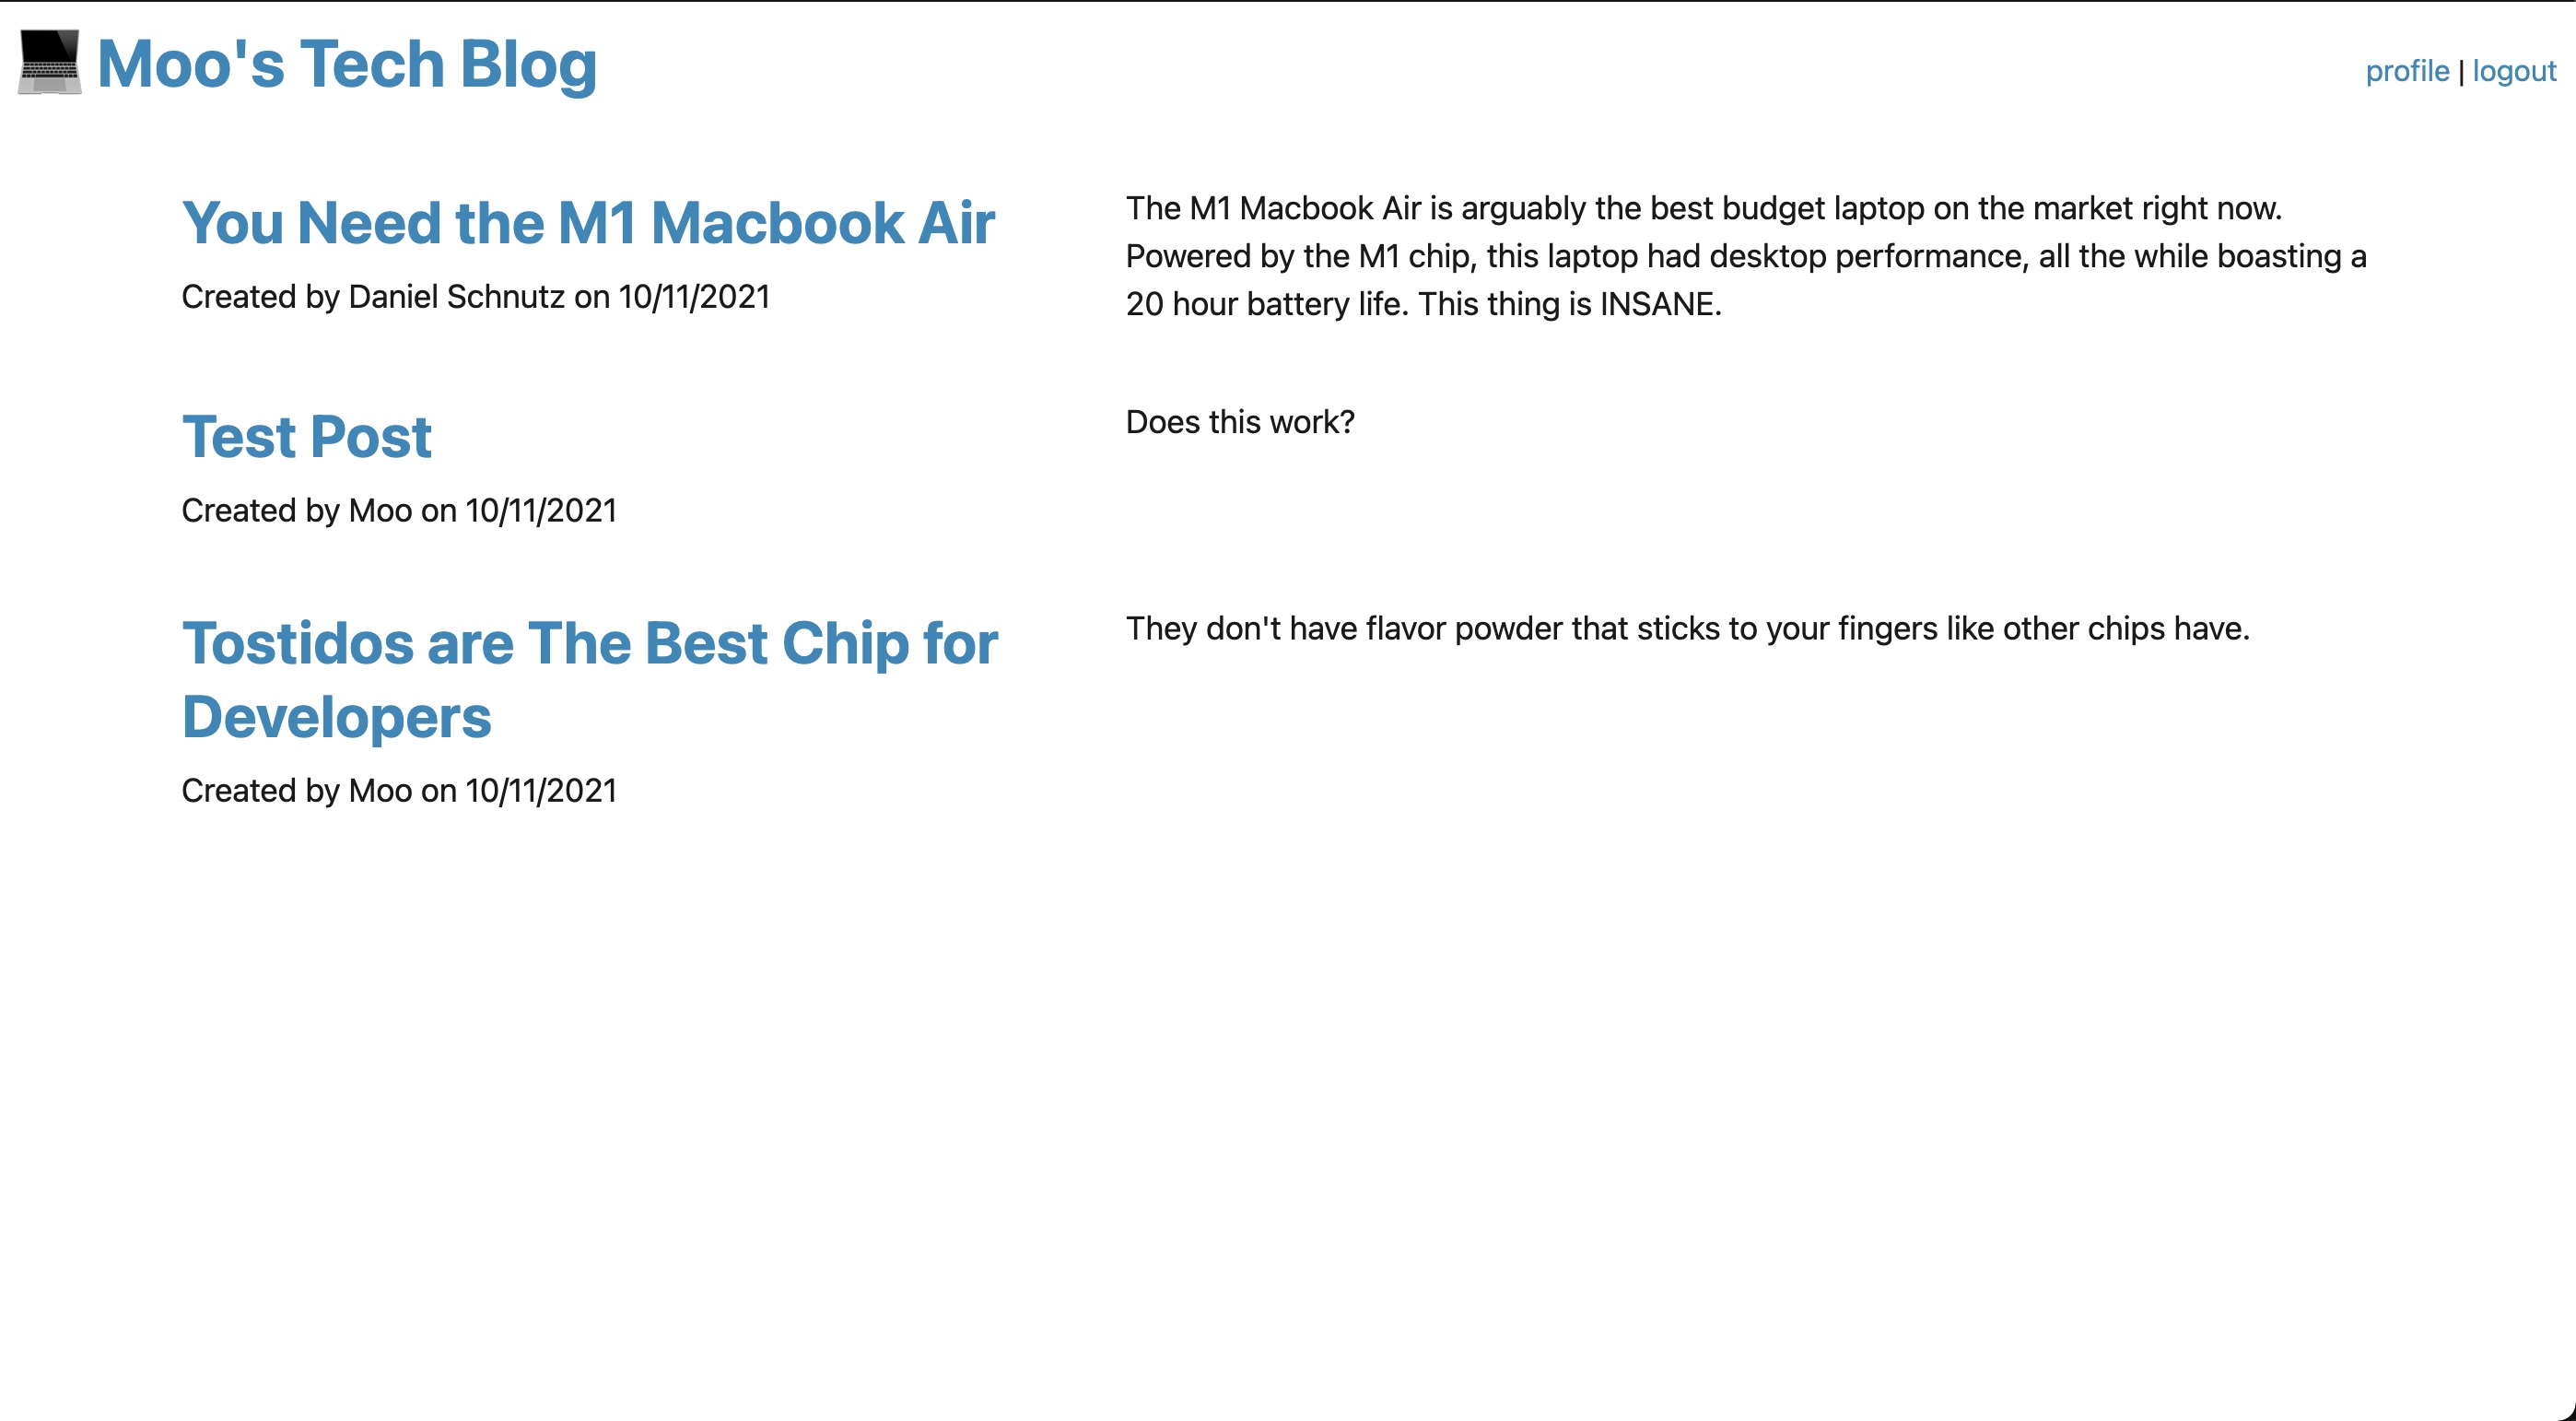 Moo's Tech Blog
profile | logout
You Need the M1 Macbook Air
Created by Daniel Schnutz on 10/11/2021
The M1 Macbook Air is arguably the best budget laptop on the market right now.
Powered by the M1 chip, this laptop had desktop performance, all the while boasting a
20 hour battery life. This thing is INSANE.
Test Post
Created by Moo on 10/11/2021
Does this work?
Tostidos are The Best Chip for
Developers
Created by Moo on 10/11/2021
They don't have flavor powder that sticks to your fingers like other chips have.